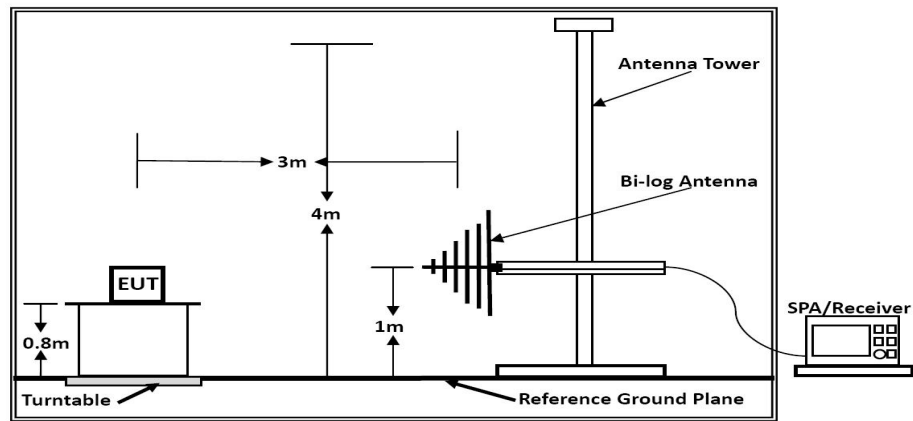 Antenna Tower
3m
Bi-log Antenna
4m
EUT
SPA/Receiver
0.8m
1m
Turntable
Reference Ground Plane